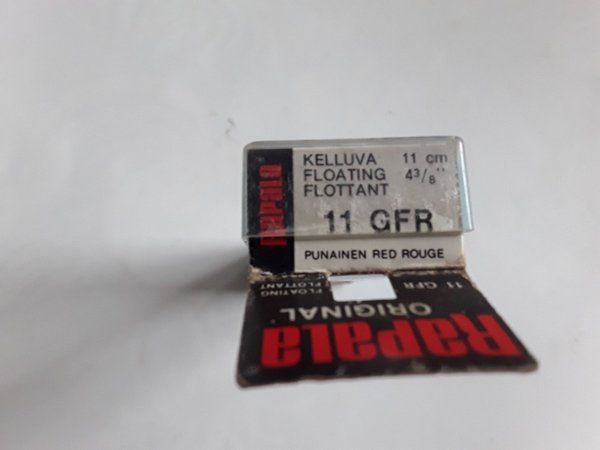 RAPALA
KELLUVA 11 cm
FLOATING 4 3/8"
FLOTTANT
11 GFR
PUNAINEN RED ROUGE
FLOATING
FLOTTANT
11 GFR
ORIGINAL
RAPALA